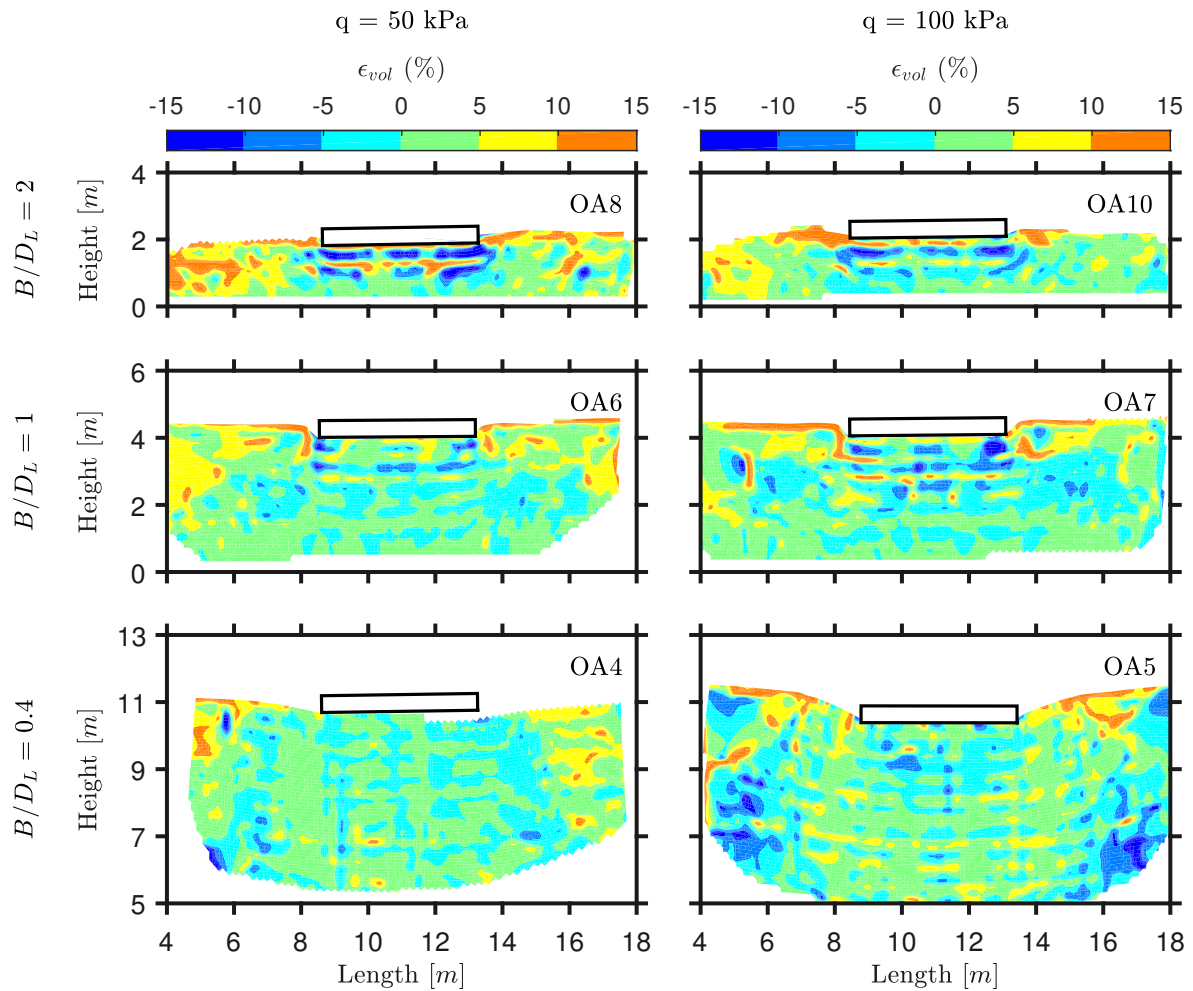 q = 50 kPa
q = 100 kPa
ϵ_vol (%)
ϵ_vol (%)
-15 -10 -5 0 5 10 15
-15 -10 -5 0 5 10 15
B/D_L = 2
Height [m]
4
2
0
OA8
OA10
B/D_L = 1
Height [m]
Height [m]
6
4
2
0
OA6
OA7
B/D_L = 0.4
Height [m]
13
11
9
7
5
OA4
OA5
4 6 8 10 12 14 16 18
4 6 8 10 12 14 16 18
Length [m]
Length [m]